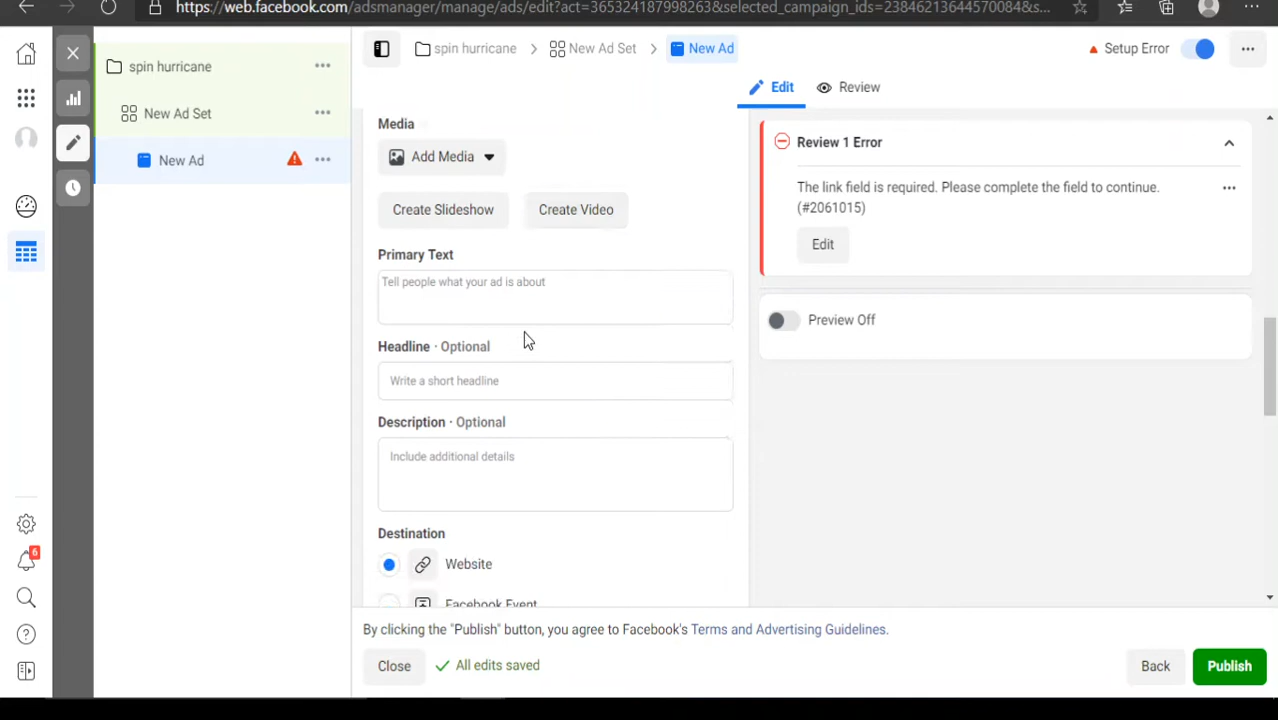 https://web.facebook.com/adsmanager/manage/ads/edit?act=365324187998263&selected_campaign_ids=23846213644570084&s...
spin hurricane
New Ad Set
New Ad
spin hurricane > New Ad Set > New Ad
Setup Error
Edit
Review
Media
Add Media
Create Slideshow
Create Video
Primary Text
Tell people what your ad is about
Headline · Optional
Write a short headline
Description · Optional
Include additional details
Destination
Website
Facebook Event
Review 1 Error
The link field is required. Please complete the field to continue.
(#2061015)
Edit
Preview Off
By clicking the "Publish" button, you agree to Facebook's Terms and Advertising Guidelines.
Close
All edits saved
Back
Publish
6